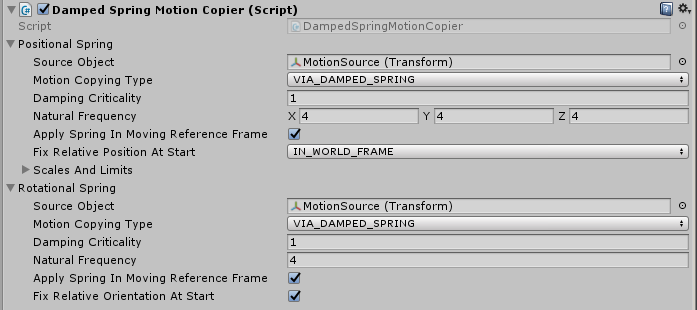 Damped Spring Motion Copier (Script)
Script DampedSpringMotionCopier
Positional Spring
Source Object MotionSource (Transform)
Motion Copying Type VIA_DAMPED_SPRING
Damping Criticality 1
Natural Frequency X 4 Y 4 Z 4
Apply Spring In Moving Reference Frame
Fix Relative Position At Start IN_WORLD_FRAME
Scales And Limits
Rotational Spring
Source Object MotionSource (Transform)
Motion Copying Type VIA_DAMPED_SPRING
Damping Criticality 1
Natural Frequency 4
Apply Spring In Moving Reference Frame
Fix Relative Orientation At Start